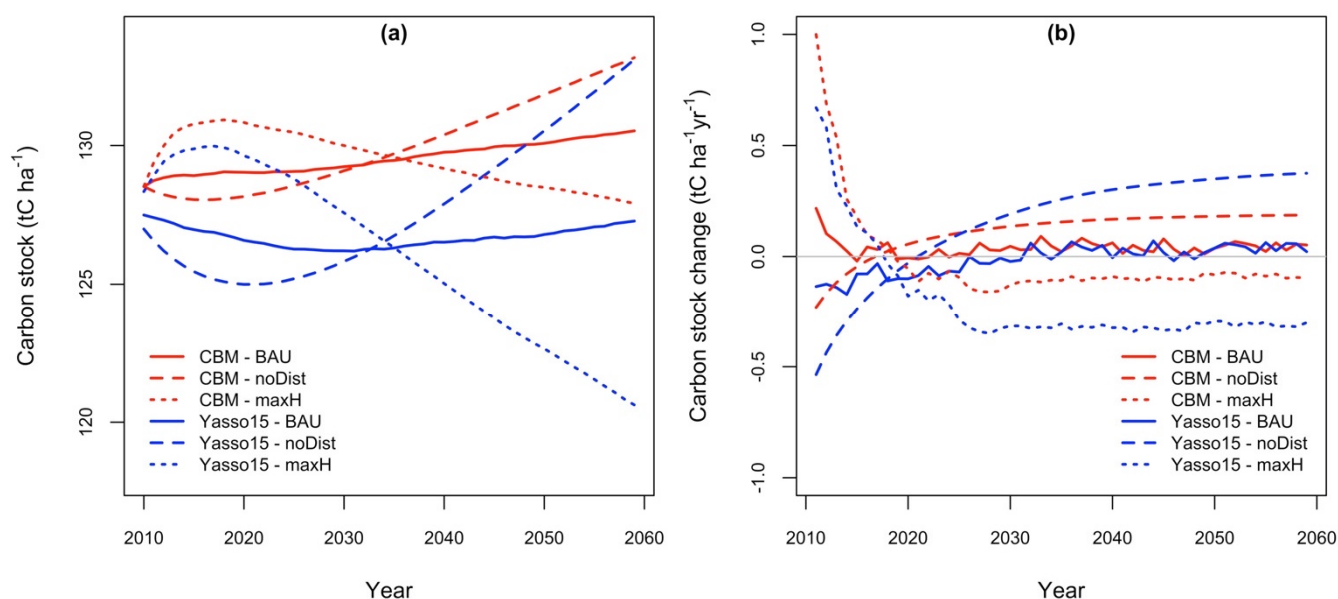 (a)
Carbon stock (tC ha-1)
130
125
120
CBM - BAU
CBM - noDist
CBM - maxH
Yasso15 - BAU
Yasso15 - noDist
Yasso15 - maxH
2010 2020 2030 2040 2050 2060
Year
(b)
Carbon stock change (tC ha-1yr-1)
1.0
0.5
0.0
-0.5
-1.0
CBM - BAU
CBM - noDist
CBM - maxH
Yasso15 - BAU
Yasso15 - noDist
Yasso15 - maxH
2010 2020 2030 2040 2050 2060
Year